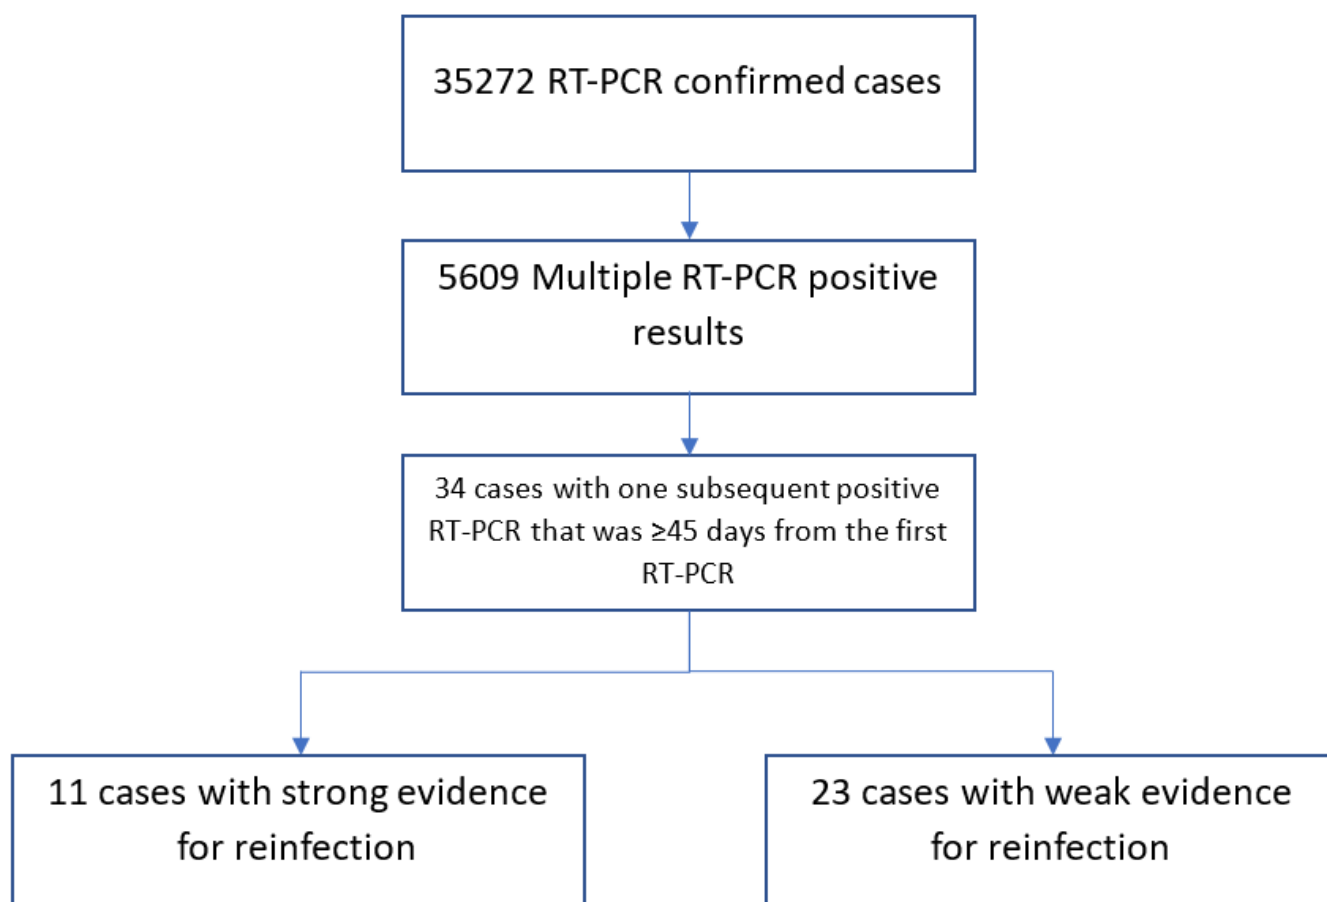 35272 RT-PCR confirmed cases
5609 Multiple RT-PCR positive
results
34 cases with one subsequent positive
RT-PCR that was ≥45 days from the first
RT-PCR
11 cases with strong evidence
for reinfection
23 cases with weak evidence
for reinfection